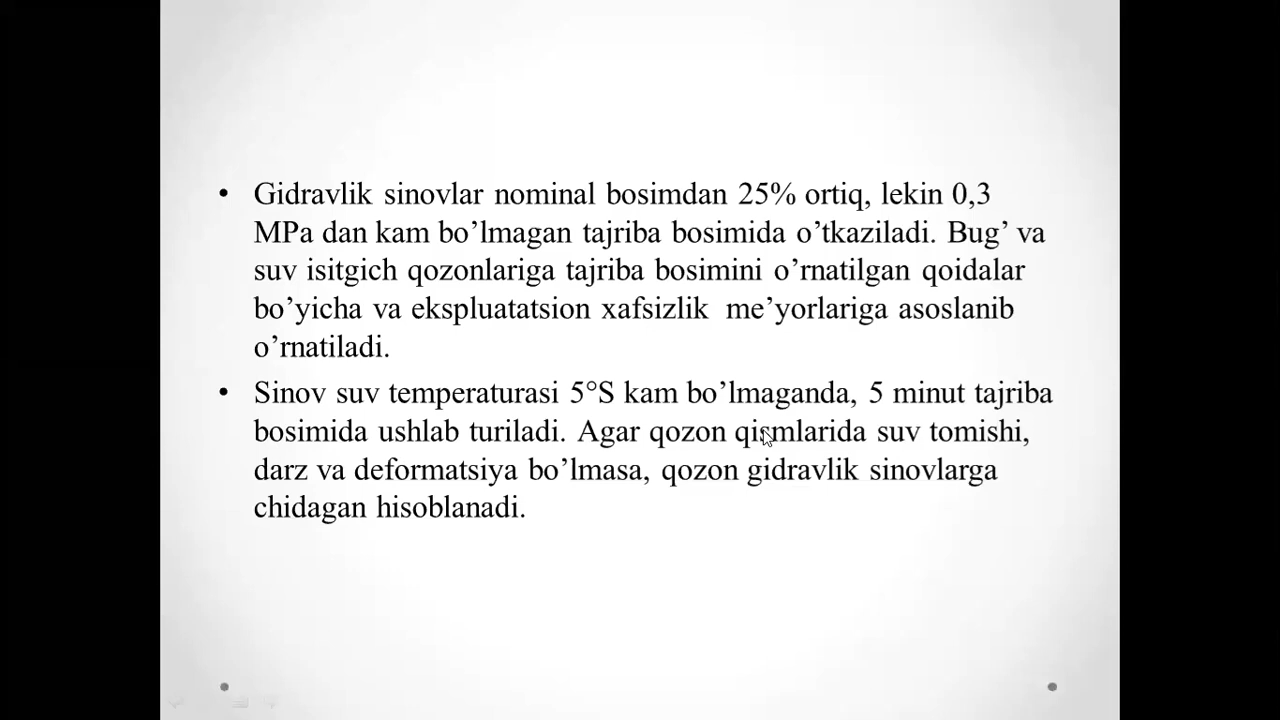 • Gidravlik sinovlar nominal bosimdan 25% ortiq, lekin 0,3
MPa dan kam bo’lmagan tajriba bosimida o’tkaziladi. Bug’ va
suv isitgich qozonlariga tajriba bosimini o’rnatilgan qoidalar
bo’yicha va ekspluatatsion xafsizlik me’yorlariga asoslanib
o’rnatiladi.
• Sinov suv temperaturasi 5°S kam bo’lmaganda, 5 minut tajriba
bosimida ushlab turiladi. Agar qozon qismlarida suv tomishi,
darz va deformatsiya bo’lmasa, qozon gidravlik sinovlarga
chidagan hisoblanadi.